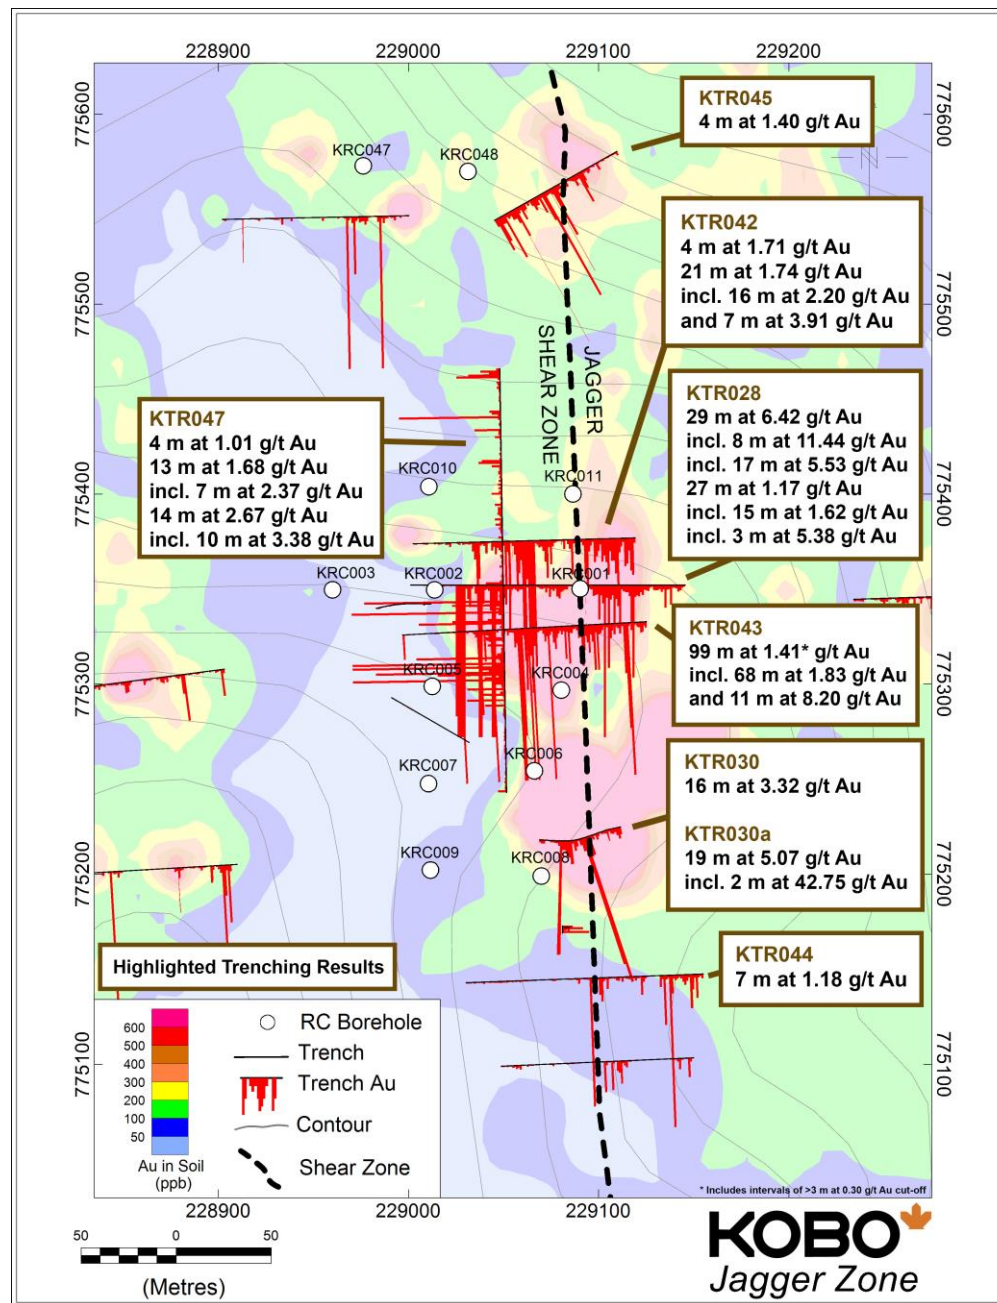 228900
229000
229100
229200
775600
775600
KTR045
4 m at 1.40 g/t Au
KRC047
KRC048
N
KTR042
4 m at 1.71 g/t Au
21 m at 1.74 g/t Au
incl. 16 m at 2.20 g/t Au
and 7 m at 3.91 g/t Au
775500
775500
JAGGER
SHEAR ZONE
KTR028
29 m at 6.42 g/t Au
incl. 8 m at 11.44 g/t Au
incl. 17 m at 5.53 g/t Au
27 m at 1.17 g/t Au
incl. 15 m at 1.62 g/t Au
incl. 3 m at 5.38 g/t Au
KTR047
4 m at 1.01 g/t Au
13 m at 1.68 g/t Au
incl. 7 m at 2.37 g/t Au
14 m at 2.67 g/t Au
incl. 10 m at 3.38 g/t Au
KRC010
KRC011
775400
775400
KRC003
KRC002
KRC001
KTR043
99 m at 1.41* g/t Au
incl. 68 m at 1.83 g/t Au
and 11 m at 8.20 g/t Au
KRC005
KRC004
775300
775300
KRC007
KRC006
KTR030
16 m at 3.32 g/t Au
KTR030a
19 m at 5.07 g/t Au
incl. 2 m at 42.75 g/t Au
KRC009
KRC008
775200
775200
KTR044
7 m at 1.18 g/t Au
Highlighted Trenching Results
775100
775100
600
500
400
300
200
100
50
Au in Soil
(ppb)
RC Borehole
Trench
Trench Au
Contour
Shear Zone
* Includes intervals of >3 m at 0.30 g/t Au cut-off
228900
229000
229100
50
0
50
(Metres)
KOBO
Jagger Zone